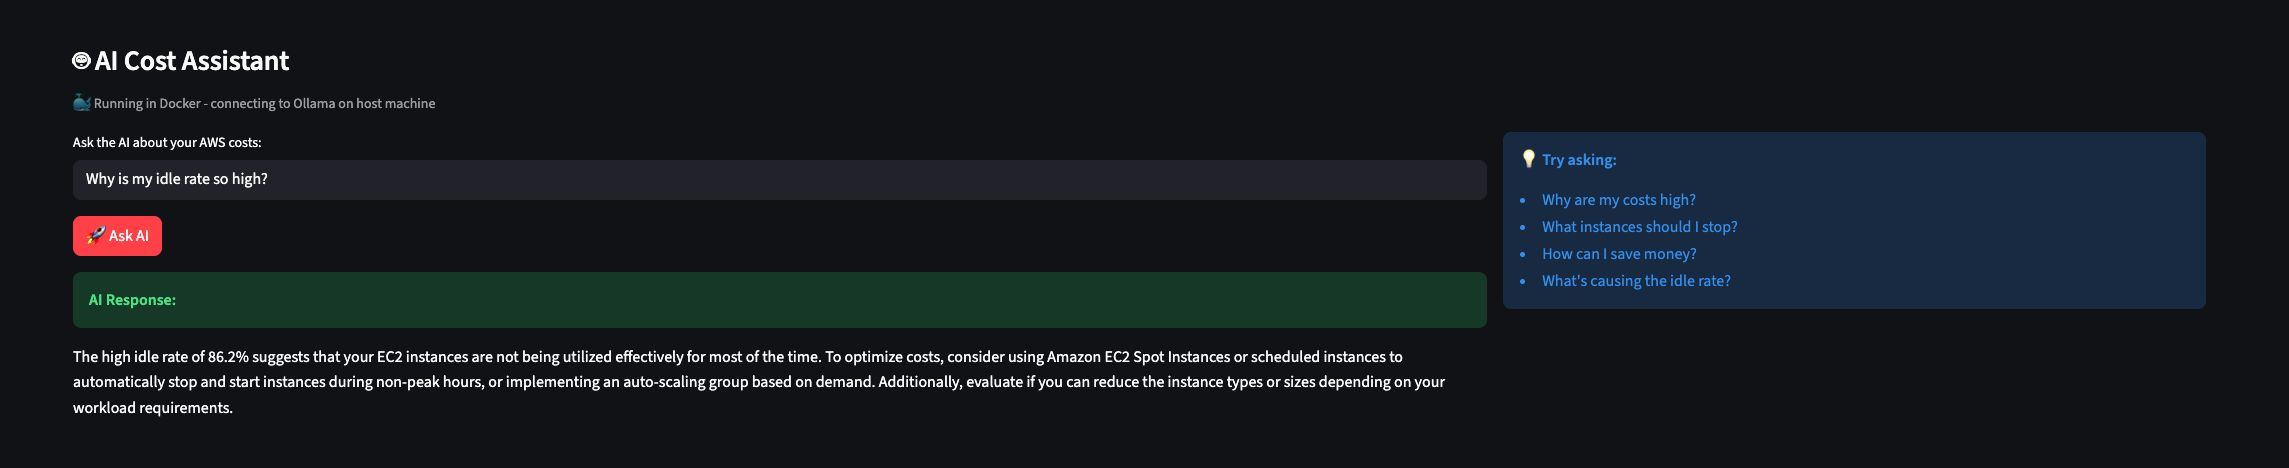 AI Cost Assistant
Running in Docker - connecting to Ollama on host machine
Ask the AI about your AWS costs:
Why is my idle rate so high?
Ask AI
AI Response:
The high idle rate of 86.2% suggests that your EC2 instances are not being utilized effectively for most of the time. To optimize costs, consider using Amazon EC2 Spot Instances or scheduled instances to
automatically stop and start instances during non-peak hours, or implementing an auto-scaling group based on demand. Additionally, evaluate if you can reduce the instance types or sizes depending on your
workload requirements.
Try asking:
Why are my costs high?
What instances should I stop?
How can I save money?
What's causing the idle rate?